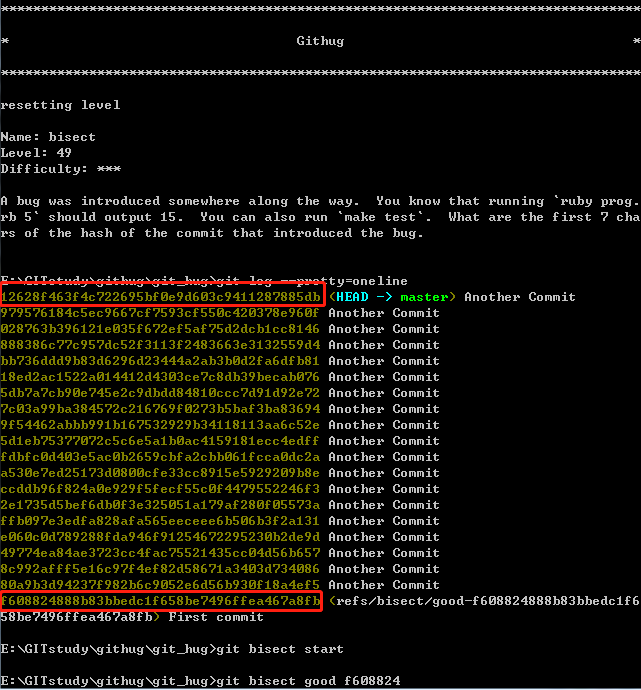 ********************************************************************************
* Githug *
********************************************************************************
resetting level
Name: bisect
Level: 49
Difficulty: ***
A bug was introduced somewhere along the way.  You know that running `ruby prog.
rb 5` should output 15.  You can also run `make test`.  What are the first 7 cha
rs of the hash of the commit that introduced the bug.
E:\GITstudy\githug\git_hug>git log --pretty=oneline
12628f463f4c722695bf0e9d603c9411287885db (HEAD -> master) Another Commit
979576184c5ec9667cf7593cf550c420378e960f Another Commit
028763b396121e035f672ef5af75d2dcb1cc8146 Another Commit
888386c77c957dc52f3113f2483663e3132559d4 Another Commit
bb736ddd9b83d6296d23444a2ab3b0d2fa6dfb81 Another Commit
18ed2ac1522a014412d4303ce7c8db39becab076 Another Commit
5db7a7cb90e745e2c9dbdd84810ccc7d91d92e72 Another Commit
7c03a99ba384572c216769f0273b5baf3ba83694 Another Commit
9f54462abbb991b167532929b34118113aa6c52e Another Commit
5d1eb75377072c5c6e5a1b0ac4159181ecc4edff Another Commit
fdbfc0d403e5ac0b2659cbfa2cbb061fcca0dc2a Another Commit
a530e7ed25173d0800cfe33cc8915e5929209b8e Another Commit
ccddb96f824a0e929f5fecf55c0f4479552246f3 Another Commit
2e1735d5bef6db0f3e325051a179af280f05573a Another Commit
ffb097e3edfa828afa565eeceee6b506b3f2a131 Another Commit
e060c0d789288fda946f91254672295230b2de9d Another Commit
49774ea84ae3723cc4fac75521435cc04d56b657 Another Commit
8c992afff5e16c97f4ef82d58671a3403d734086 Another Commit
80a9b3d94237f982b6c9052e6d56b930f18a4ef5 Another Commit
f608824888b83bbedc1f658be7496ffea467a8fb (refs/bisect/good-f608824888b83bbedc1f6
58be7496ffea467a8fb) First commit
E:\GITstudy\githug\git_hug>git bisect start
E:\GITstudy\githug\git_hug>git bisect good f608824